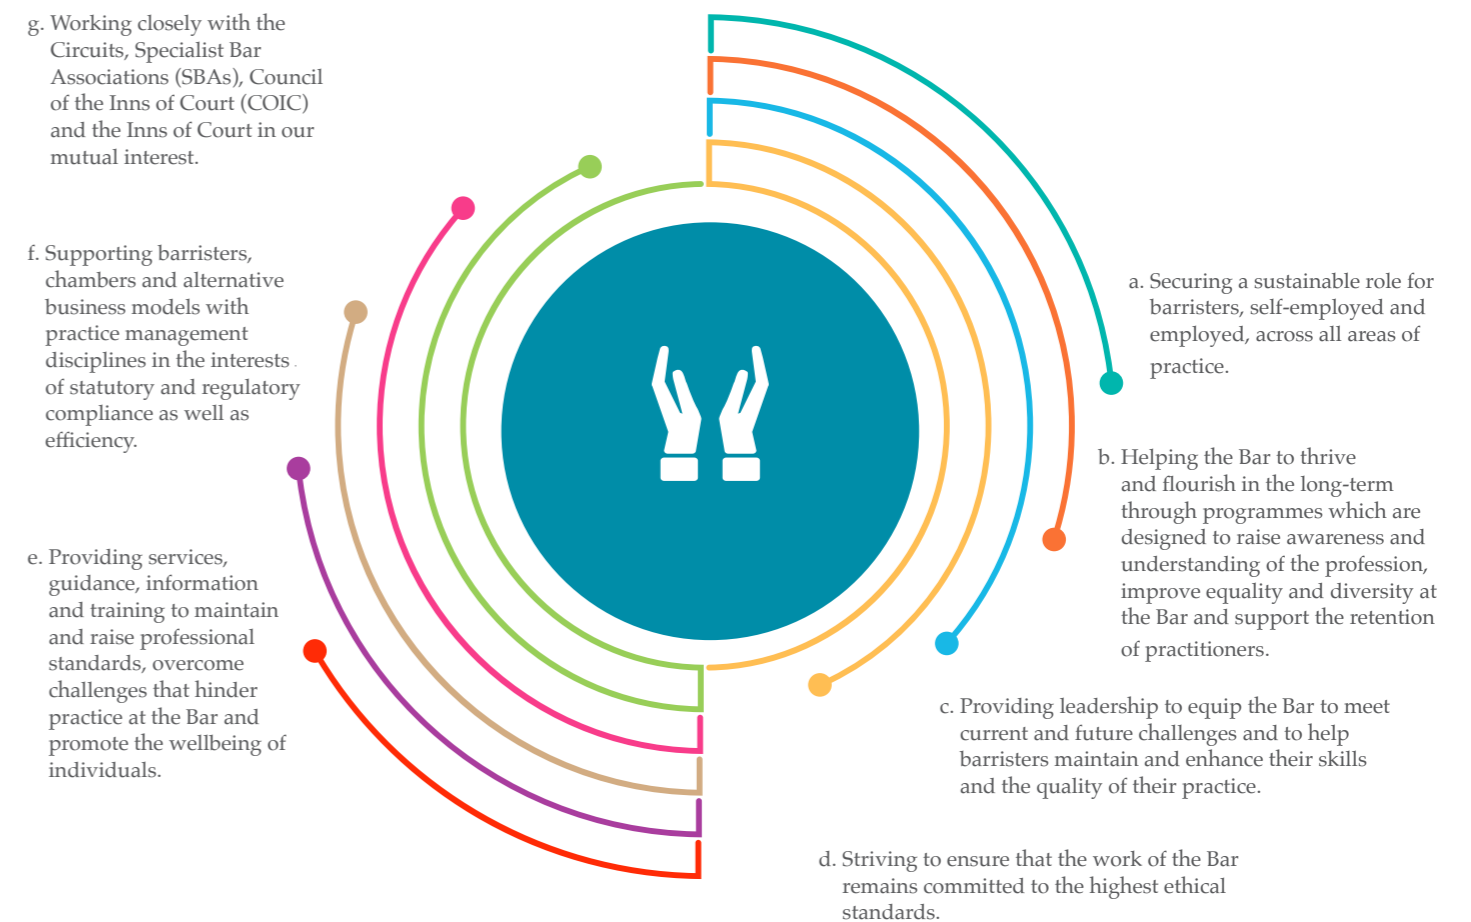 g. Working closely with the
Circuits, Specialist Bar
Associations (SBAs), Council
of the Inns of Court (COIC)
and the Inns of Court in our
mutual interest.
f. Supporting barristers,
chambers and alternative
business models with
practice management
disciplines in the interests
of statutory and regulatory
compliance as well as
efficiency.
e. Providing services,
guidance, information
and training to maintain
and raise professional
standards, overcome
challenges that hinder
practice at the Bar and
promote the wellbeing of
individuals.
a. Securing a sustainable role for
barristers, self-employed and
employed, across all areas of
practice.
b. Helping the Bar to thrive
and flourish in the long-term
through programmes which are
designed to raise awareness and
understanding of the profession,
improve equality and diversity at
the Bar and support the retention
of practitioners.
c. Providing leadership to equip the Bar to meet
current and future challenges and to help
barristers maintain and enhance their skills
and the quality of their practice.
d. Striving to ensure that the work of the Bar
remains committed to the highest ethical
standards.